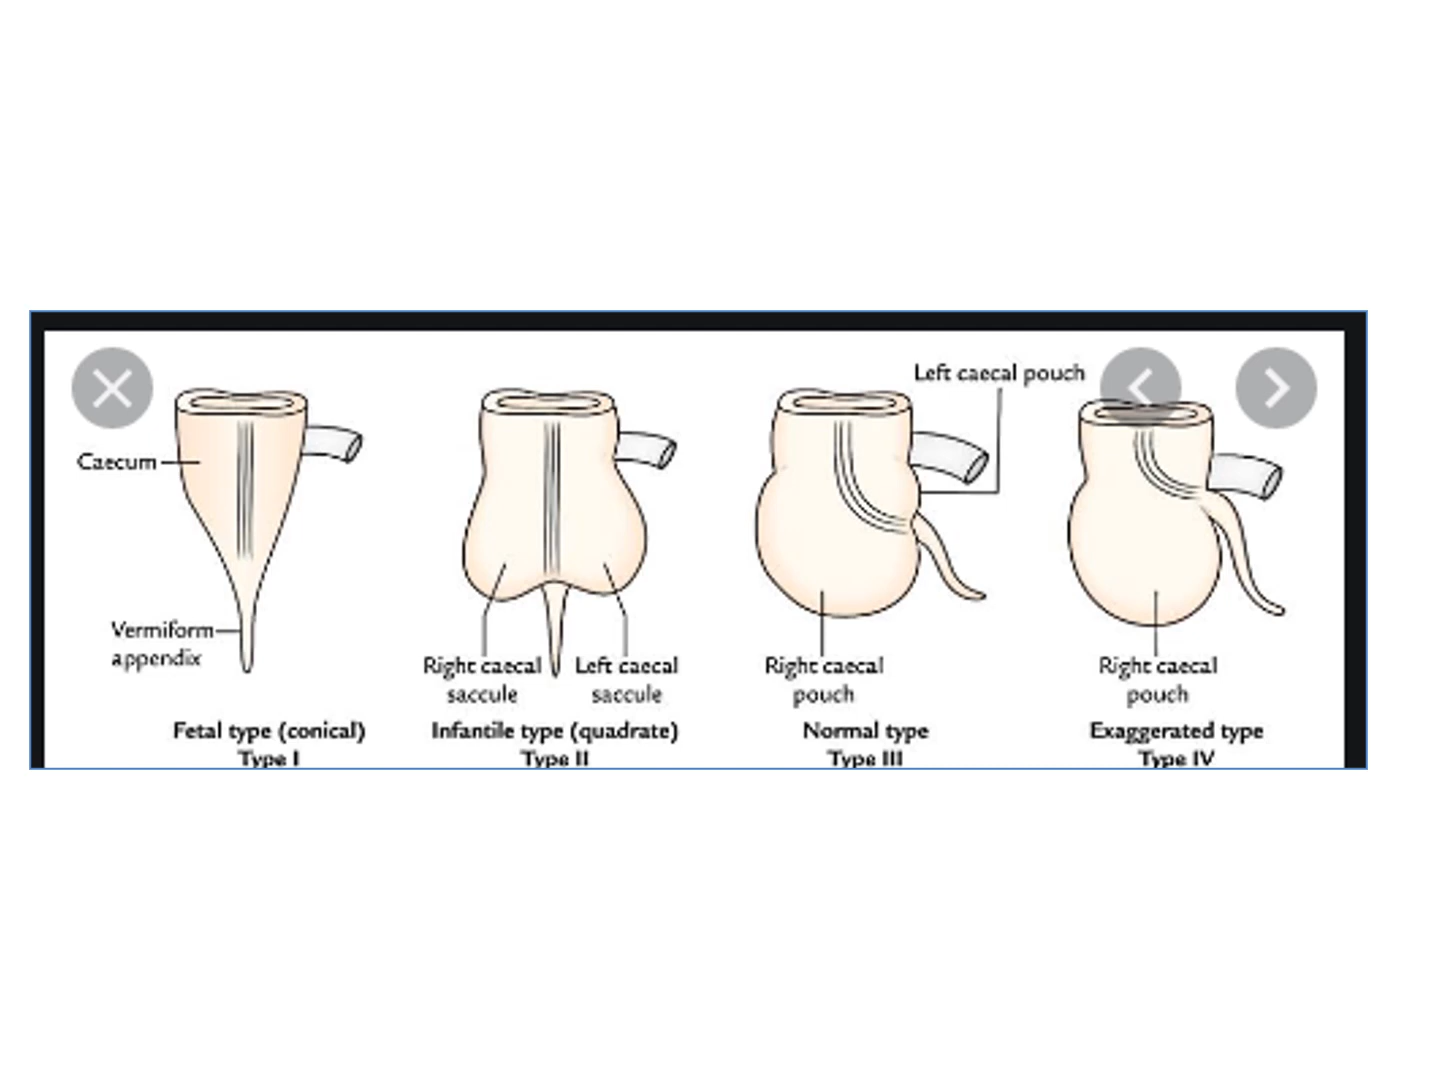 Left caecal pouch
Caecum
Vermiform
appendix
Right caecal
saccule
Left caecal
saccule
Right caecal
pouch
Right caecal
pouch
Fetal type (conical)
Type I
Infantile type (quadrate)
Type II
Normal type
Type III
Exaggerated type
Type IV